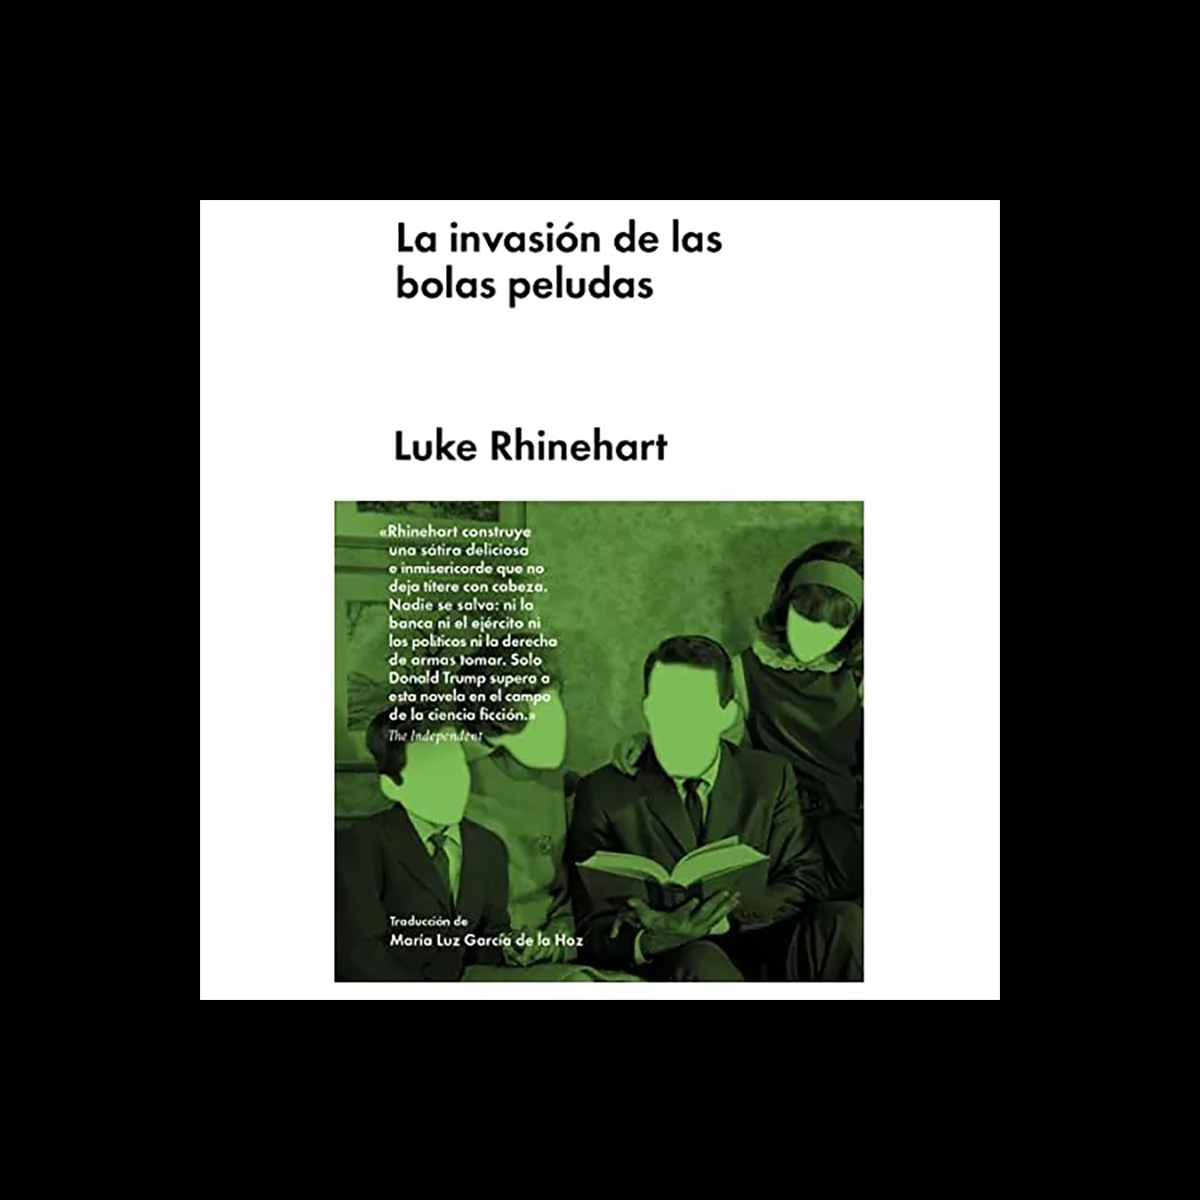 La invasión de las
bolas peludas
Luke Rhinehart
«Rhinehart construye
una sátira deliciosa
e inmisericorde que no
deja títere con cabeza.
Nadie se salva: ni la
banca ni el ejército ni
los políticos ni la derecha
de armas tomar. Solo
Donald Trump supera a
esta novela en el campo
de la ciencia ficción.»
The Independent
Traducción de
María Luz García de la Hoz